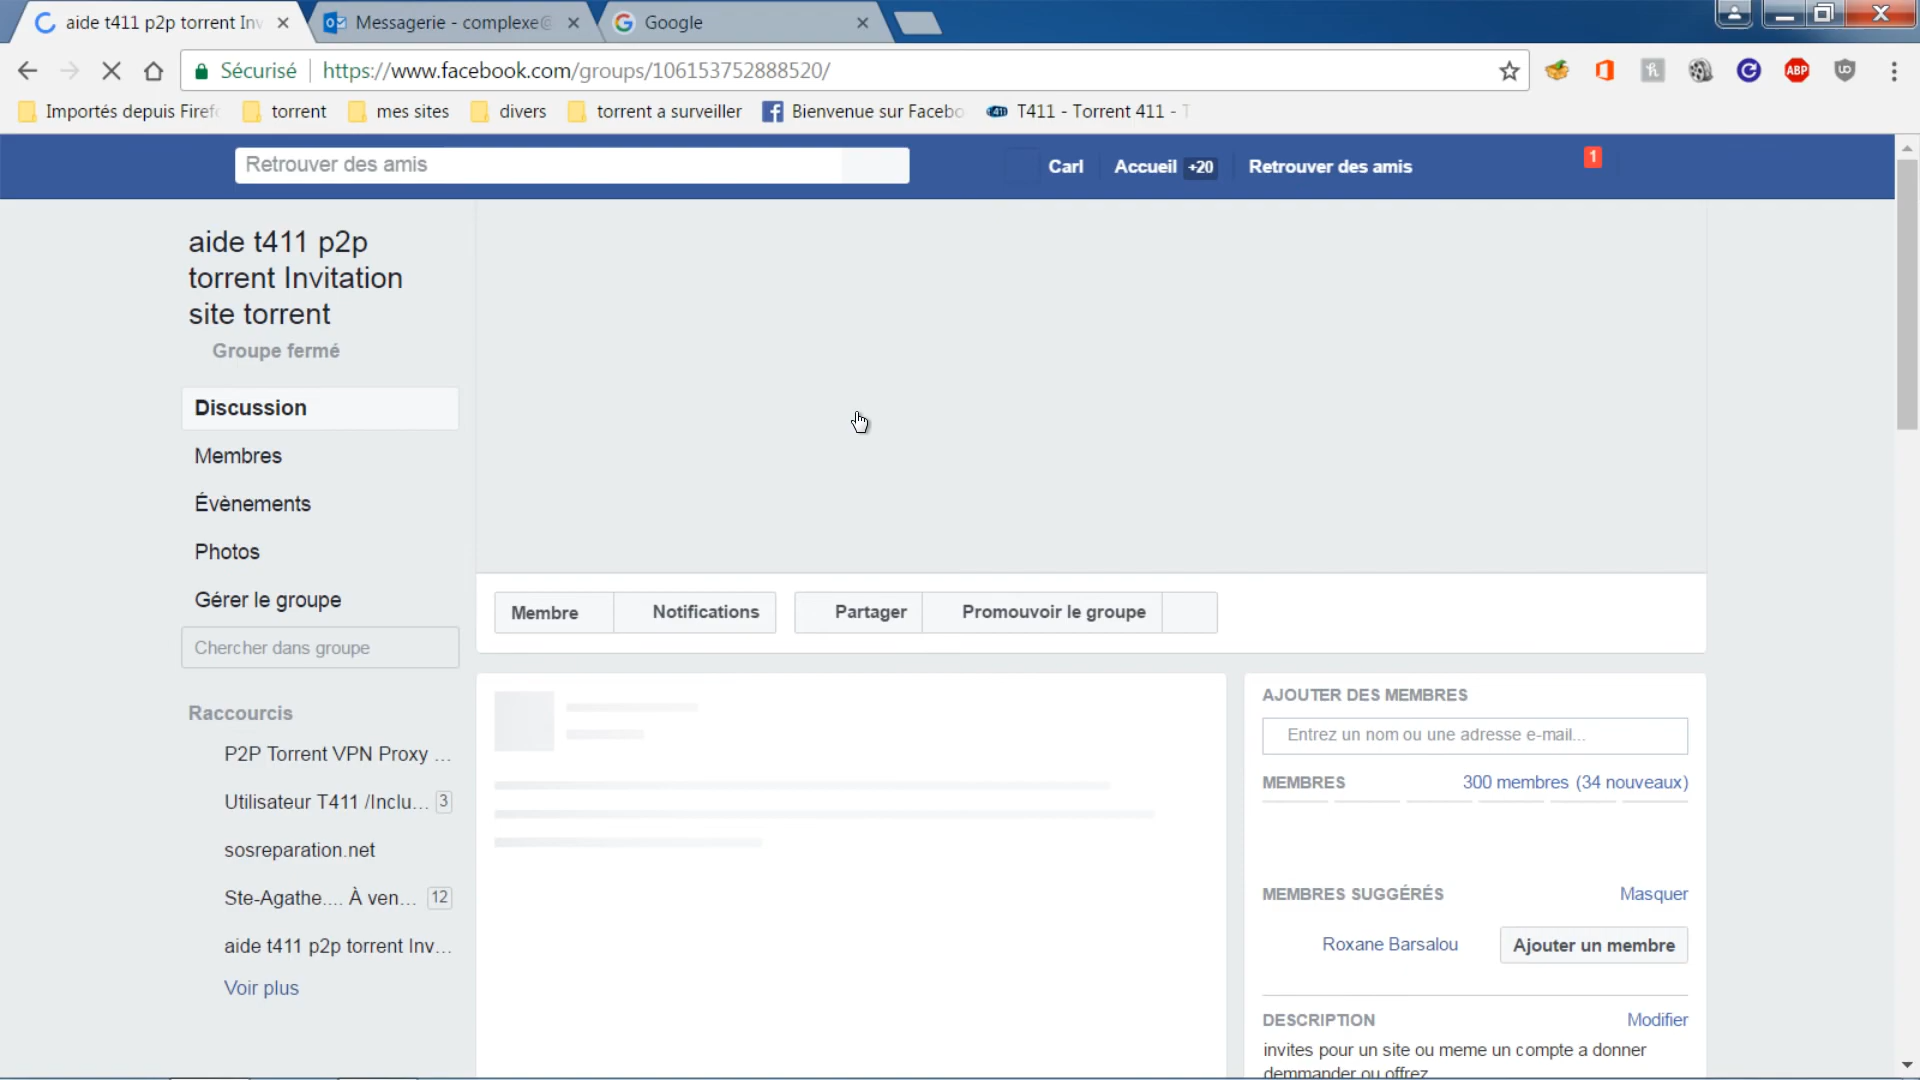 aide t411 p2p torrent Inv
Messagerie - complexe@
Google
Sécurisé
https://www.facebook.com/groups/106153752888520/
ABP
Importés depuis Firef
torrent
mes sites
divers
torrent a surveiller
Bienvenue sur Facebo
T411 - Torrent 411 - T
Retrouver des amis
Carl
Accueil +20
Retrouver des amis
1
aide t411 p2p
torrent Invitation
site torrent
Groupe fermé
Discussion
Membres
Évènements
Photos
Gérer le groupe
Chercher dans groupe
Raccourcis
P2P Torrent VPN Proxy ...
Utilisateur T411 /Inclu... 3
sosreparation.net
Ste-Agathe.... À ven... 12
aide t411 p2p torrent Inv...
Voir plus
Membre
Notifications
Partager
Promouvoir le groupe
AJOUTER DES MEMBRES
Entrez un nom ou une adresse e-mail...
MEMBRES
300 membres (34 nouveaux)
MEMBRES SUGGÉRÉS
Masquer
Roxane Barsalou
Ajouter un membre
DESCRIPTION
Modifier
invites pour un site ou meme un compte a donner
demmander ou offrez